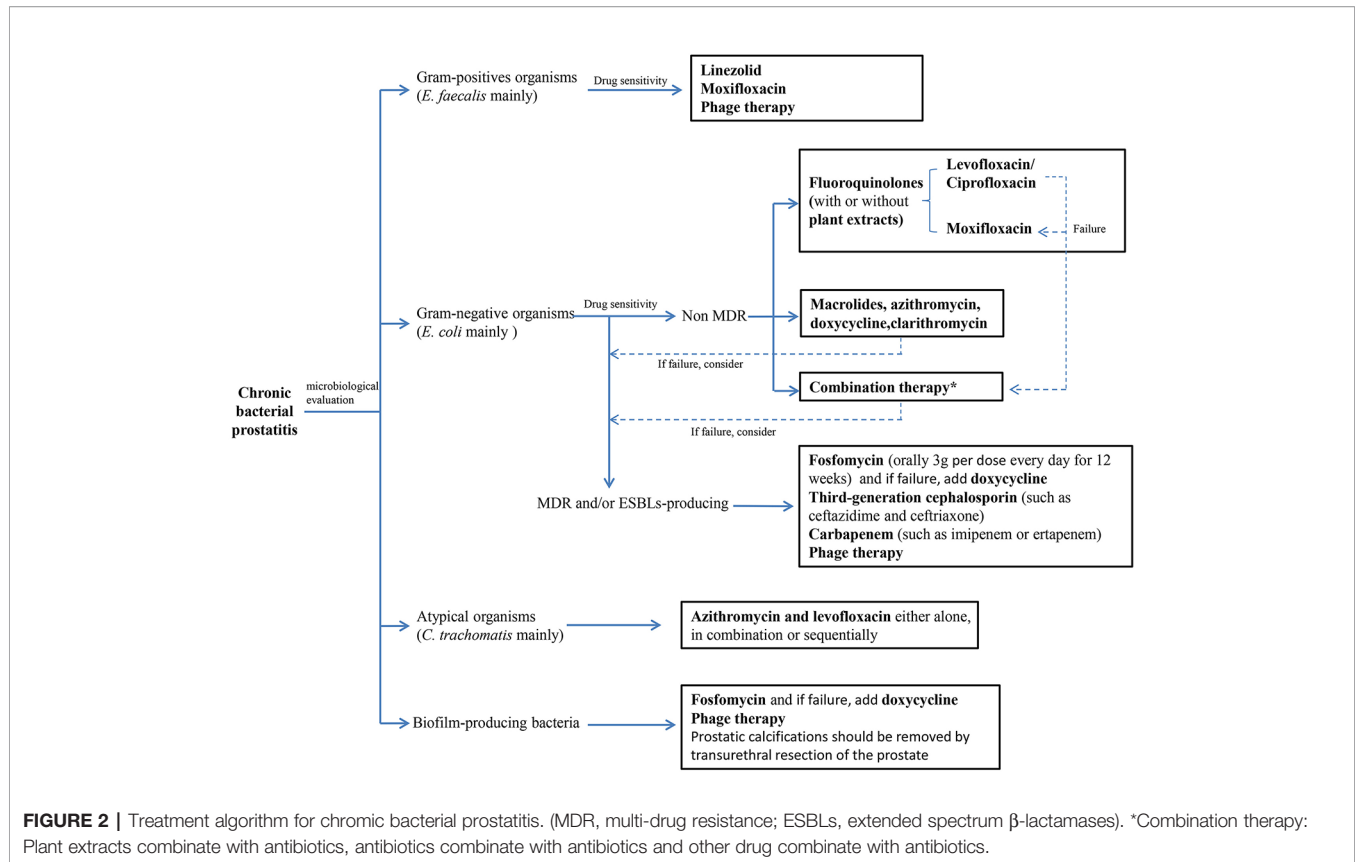 Gram-positives organisms
(E. faecalis mainly)
Drug sensitivity
Linezolid
Moxifloxacin
Phage therapy
Fluoroquinolones
(with or without
plant extracts)
Levofloxacin/
Ciprofloxacin
Moxifloxacin
Failure
Gram-negative organisms
(E. coli mainly )
Drug sensitivity
Non MDR
Macrolides, azithromycin,
doxycycline,clarithromycin
If failure, consider
Combination therapy*
If failure, consider
Chronic
bacterial
prostatitis
microbiological
evaluation
MDR and/or ESBLs-producing
Fosfomycin (orally 3g per dose every day for 12
weeks) and if failure, add doxycycline
Third-generation cephalosporin (such as
ceftazidime and ceftriaxone)
Carbapenem (such as imipenem or ertapenem)
Phage therapy
Atypical organisms
(C. trachomatis mainly)
Azithromycin and levofloxacin either alone,
in combination or sequentially
Biofilm-producing bacteria
Fosfomycin and if failure, add doxycycline
Phage therapy
Prostatic calcifications should be removed by
transurethral resection of the prostate
FIGURE 2 | Treatment algorithm for chromic bacterial prostatitis. (MDR, multi-drug resistance; ESBLs, extended spectrum β-lactamases). *Combination therapy:
Plant extracts combinate with antibiotics, antibiotics combinate with antibiotics and other drug combinate with antibiotics.